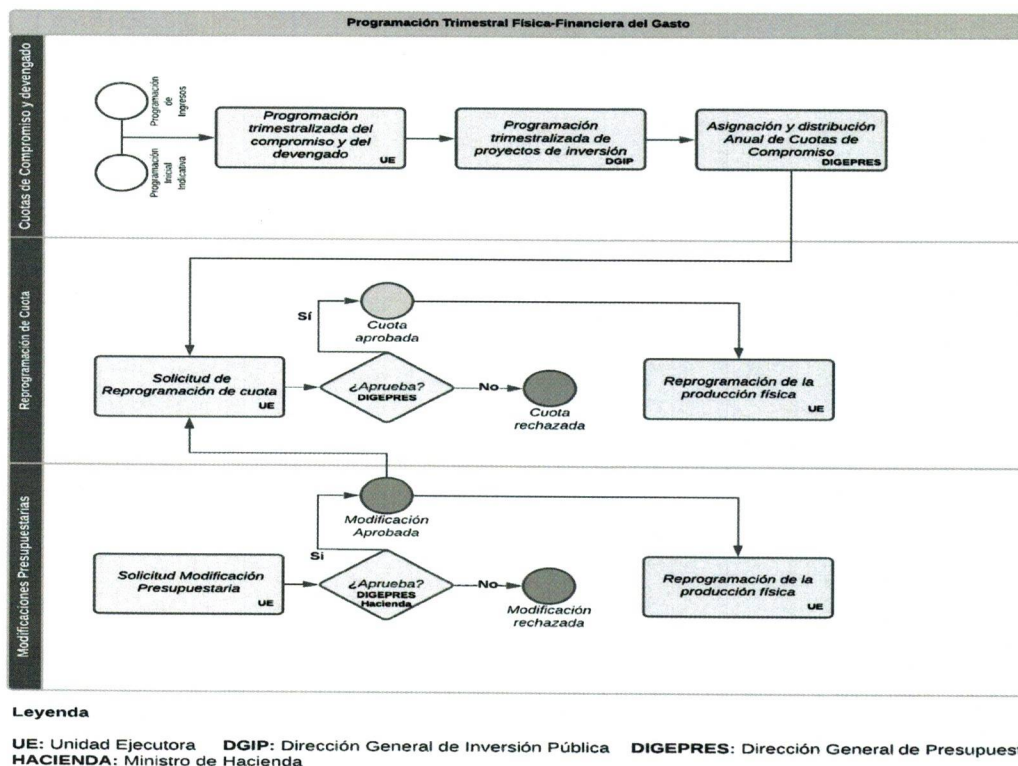 Programación Trimestral Física-Financiera del Gasto
Cuotas de Compromiso y devengado
Programación
de
Ingresos
Programación
Inicial
Indicativa
Progromación
trimestralizada del
compromiso y del
devengado
UE
Programación
trimestralizada de
proyectos de inversión
DGIP
Asignación y distribución
Anual de Cuotas de
Compromiso
DIGEPRES
Reprogramación de Cuota
Solicitud de
Reprogramación de cuota
UE
¿Aprueba?
DIGEPRES
Sí
Cuota
aprobada
No
Cuota
rechazada
Reprogramación de la
producción física
UE
Modificaciones Presupuestarias
Solicitud Modificación
Presupuestaria
UE
¿Aprueba?
DIGEPRES
Hacienda
Si
Modificación
Aprobada
No
Modificación
rechazada
Reprogramación de la
producción física
UE
Leyenda
UE: Unidad Ejecutora DGIP: Dirección General de Inversión Pública DIGEPRES: Dirección General de Presupuest
HACIENDA: Ministro de Hacienda